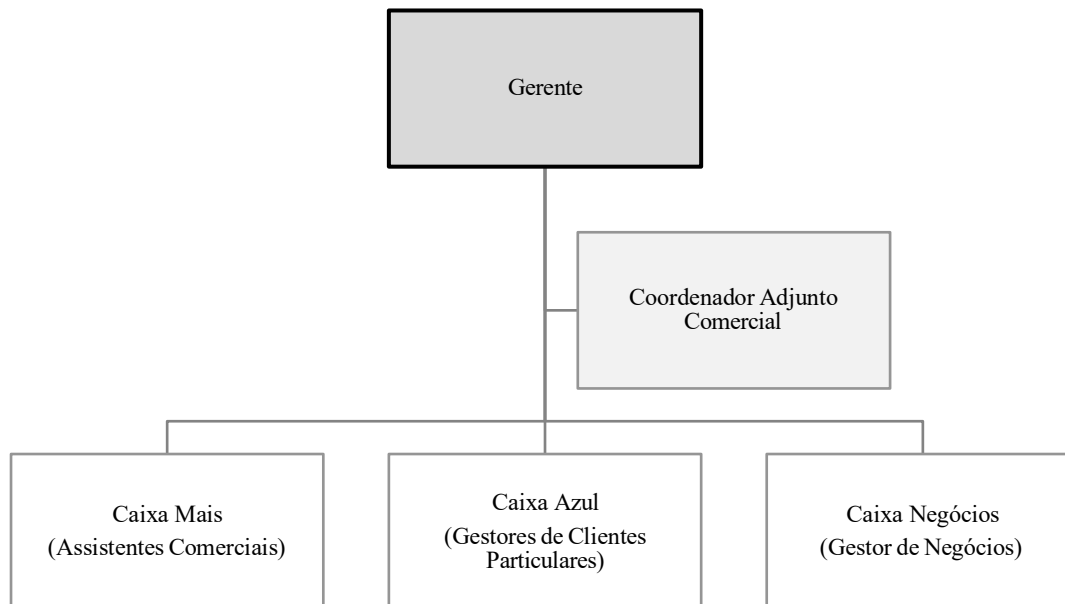 Gerente
Coordenador Adjunto
Comercial
Caixa Mais
(Assistentes Comerciais)
Caixa Azul
(Gestores de Clientes
Particulares)
Caixa Negócios
(Gestor de Negócios)